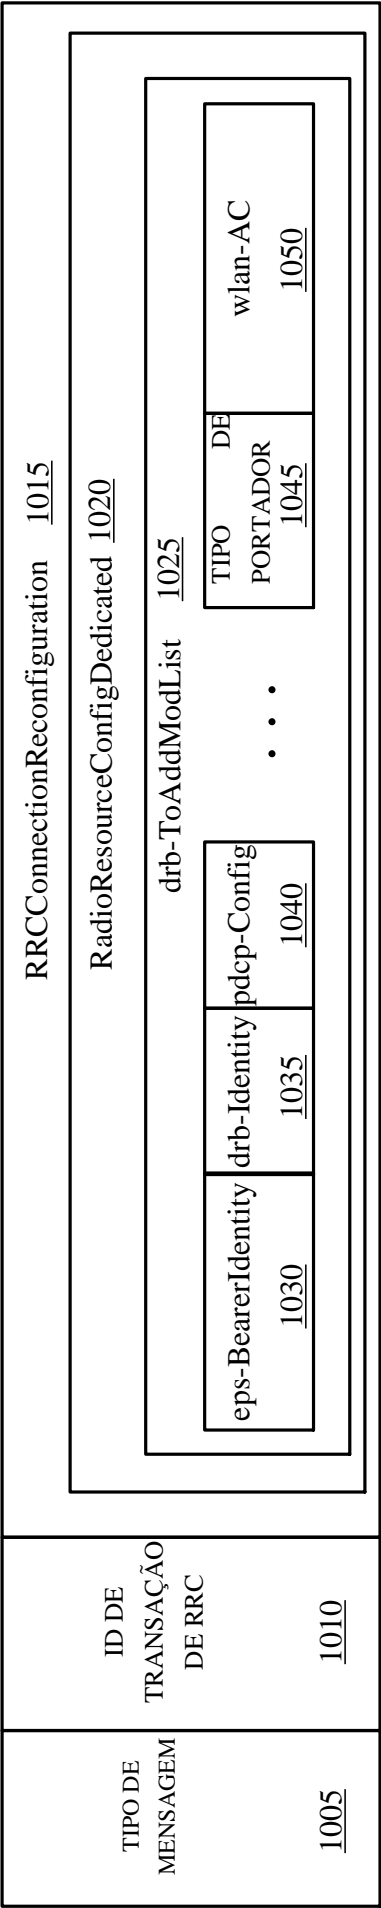 TIPO DE
MENSAGEM
1005
ID DE
TRANSAÇÃO
DE RRC
1010
RRCConnectionReconfiguration 1015
RadioResourceConfigDedicated 1020
drb-ToAddModList 1025
eps-BearerIdentity
1030
drb-Identity
1035
pdcp-Config
1040
• • •
TIPO DE
PORTADOR
1045
wlan-AC
1050